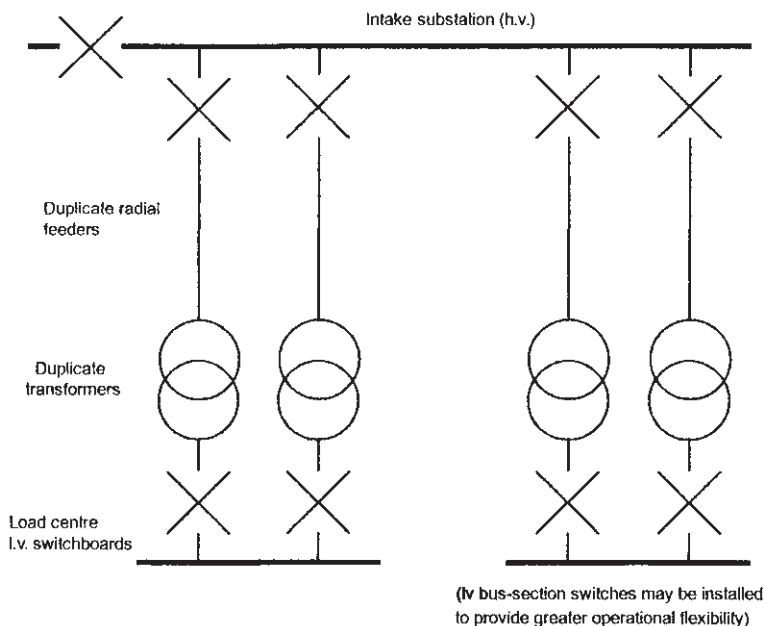 Intake substation (h.v.)
Duplicate radial
feeders
Duplicate
transformers
Load centre
l.v. switchboards
(lv bus-section switches may be installed
to provide greater operational flexibility)